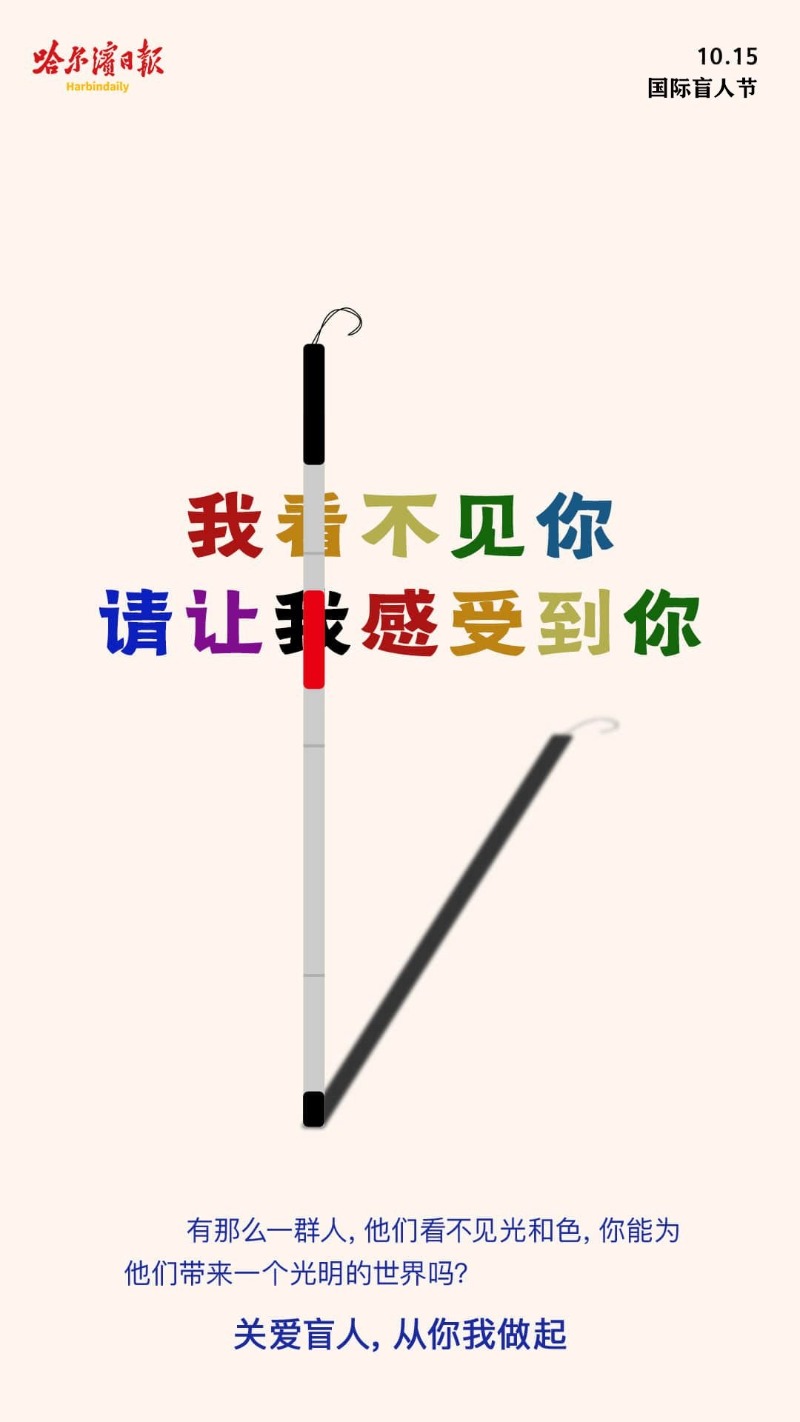 哈尔滨日報
Harbindaily
10.15
国际盲人节
我看不见你
请让我感受到你
有那么一群人, 他们看不见光和色, 你能为
他们带来一个光明的世界吗?
关爱盲人, 从你我做起